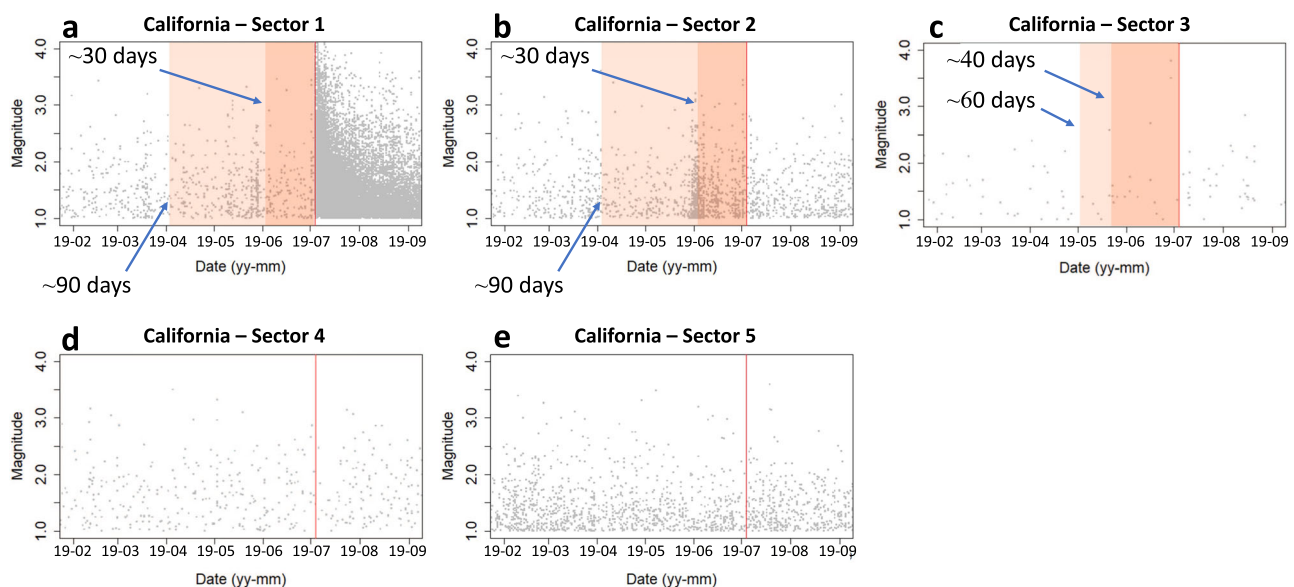 a
California – Sector 1
~30 days
Magnitude
4.0
3.0
2.0
1.0
19-02 19-03 19-04 19-05 19-06 19-07 19-08 19-09
Date (yy-mm)
~90 days
b
California – Sector 2
~30 days
Magnitude
4.0
3.0
2.0
1.0
19-02 19-03 19-04 19-05 19-06 19-07 19-08 19-09
Date (yy-mm)
~90 days
c
California – Sector 3
~40 days
~60 days
Magnitude
4.0
3.0
2.0
1.0
19-02 19-03 19-04 19-05 19-06 19-07 19-08 19-09
Date (yy-mm)
d
California – Sector 4
Magnitude
4.0
3.0
2.0
1.0
19-02 19-03 19-04 19-05 19-06 19-07 19-08 19-09
Date (yy-mm)
e
California – Sector 5
Magnitude
4.0
3.0
2.0
1.0
19-02 19-03 19-04 19-05 19-06 19-07 19-08 19-09
Date (yy-mm)